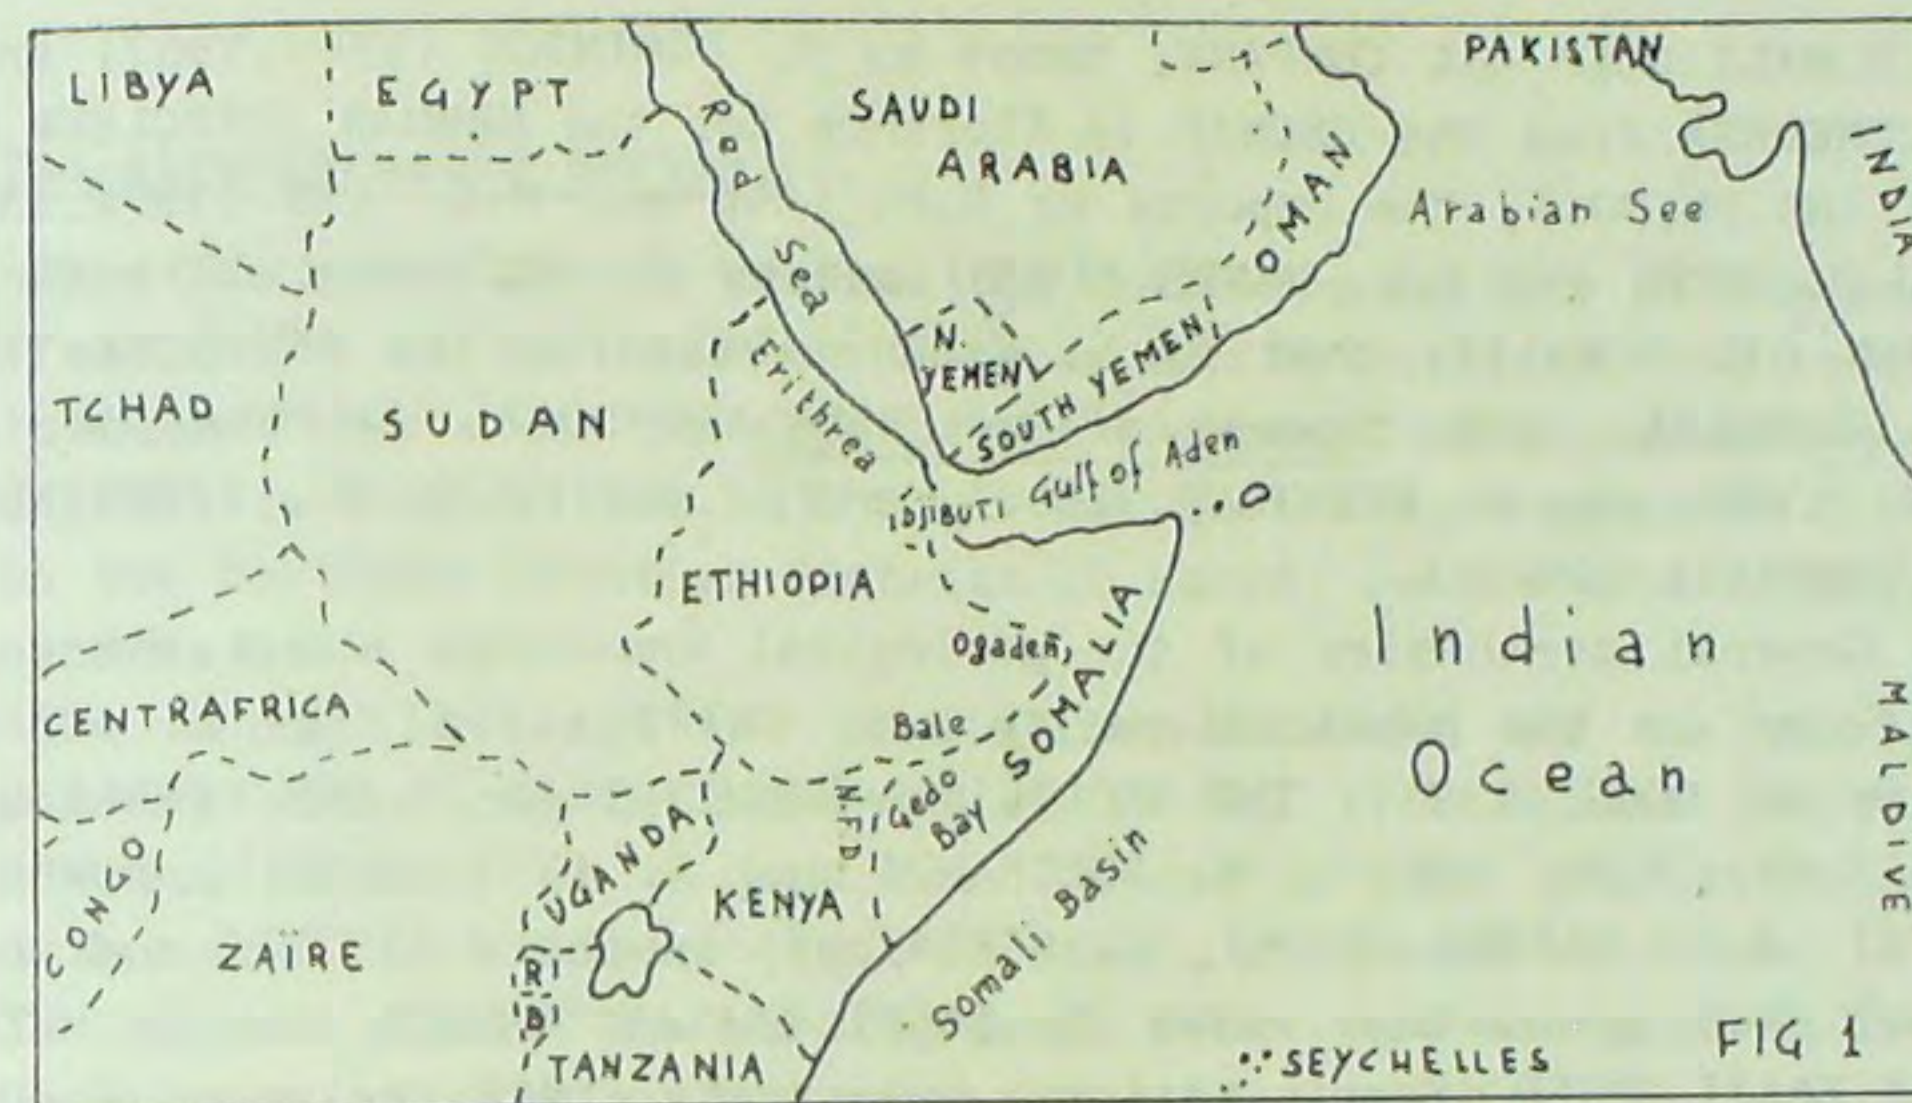 LIBYA
EGYPT
Red
Sea
SAUDI
ARABIA
PAKISTAN
INDIA
OMAN
Arabian See
N.
YEMEN
SOUTH YEMEN
Erithrea
TCHAD
SUDAN
Gulf of Aden
DJIBUTI
ETHIOPIA
Ogaden,
SOMALIA
Indian
Ocean
MALDIVE
CENTRAFRICA
Bale
Gedo
Bay
N.F.D.
UGANDA
CONGO
KENYA
ZAÏRE
R
B
Somali Basin
TANZANIA
SEYCHELLES
FIG 1